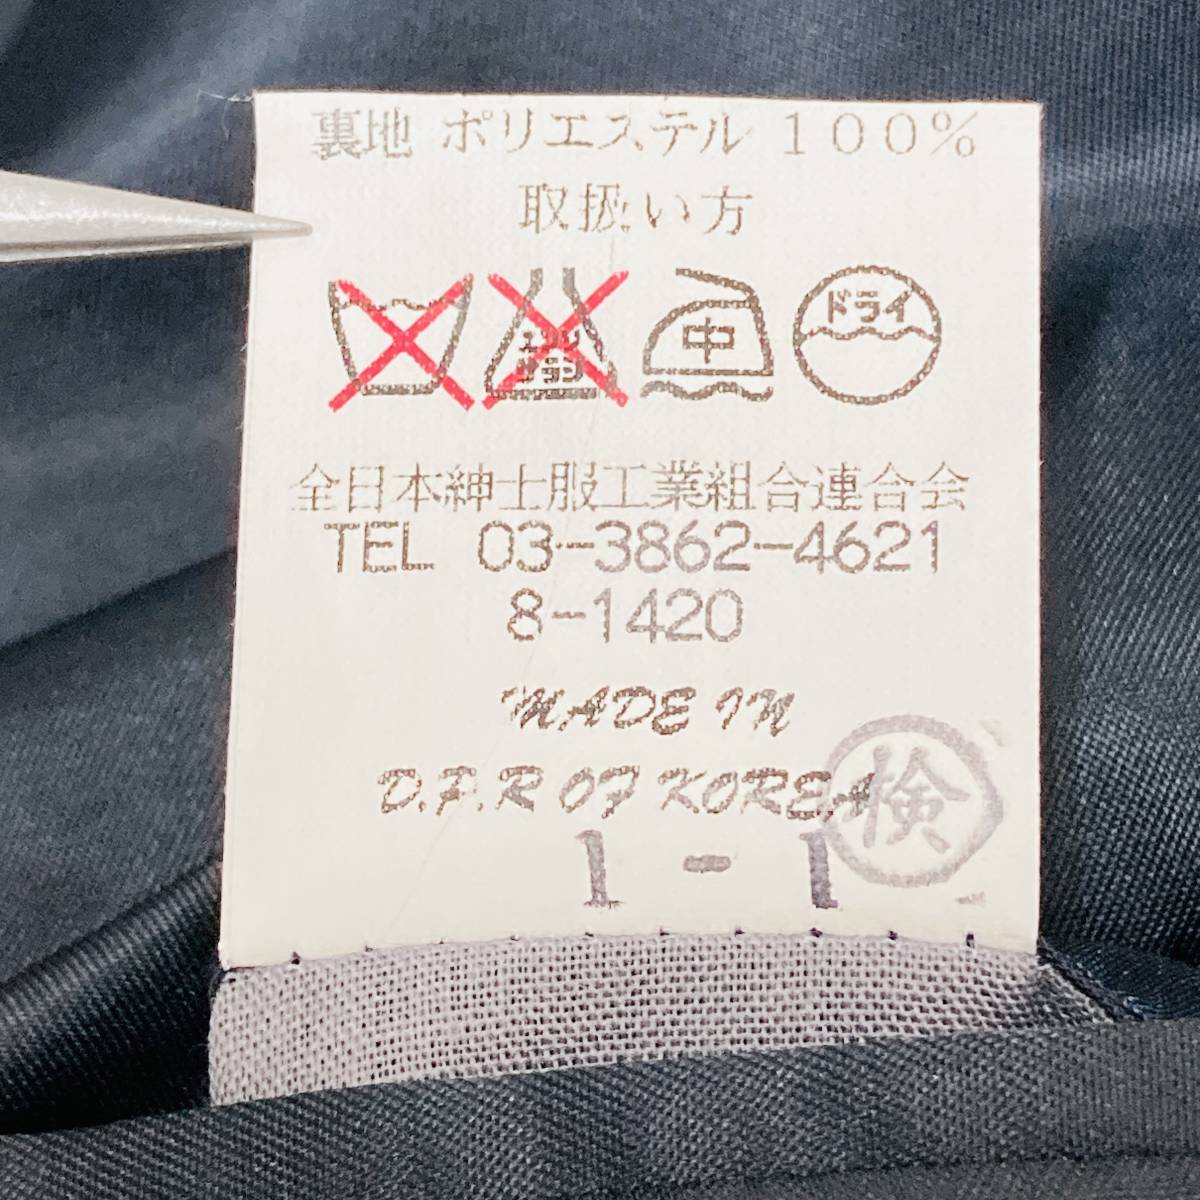 裏地 ポリエステル 100%
取扱い方
エンソ サラシ 中 ドライ
全日本紳士服工業組合連合会
TEL 03-3862-4621
8-1420
MADE IN
D.P.R OF KOREA
検
1-1